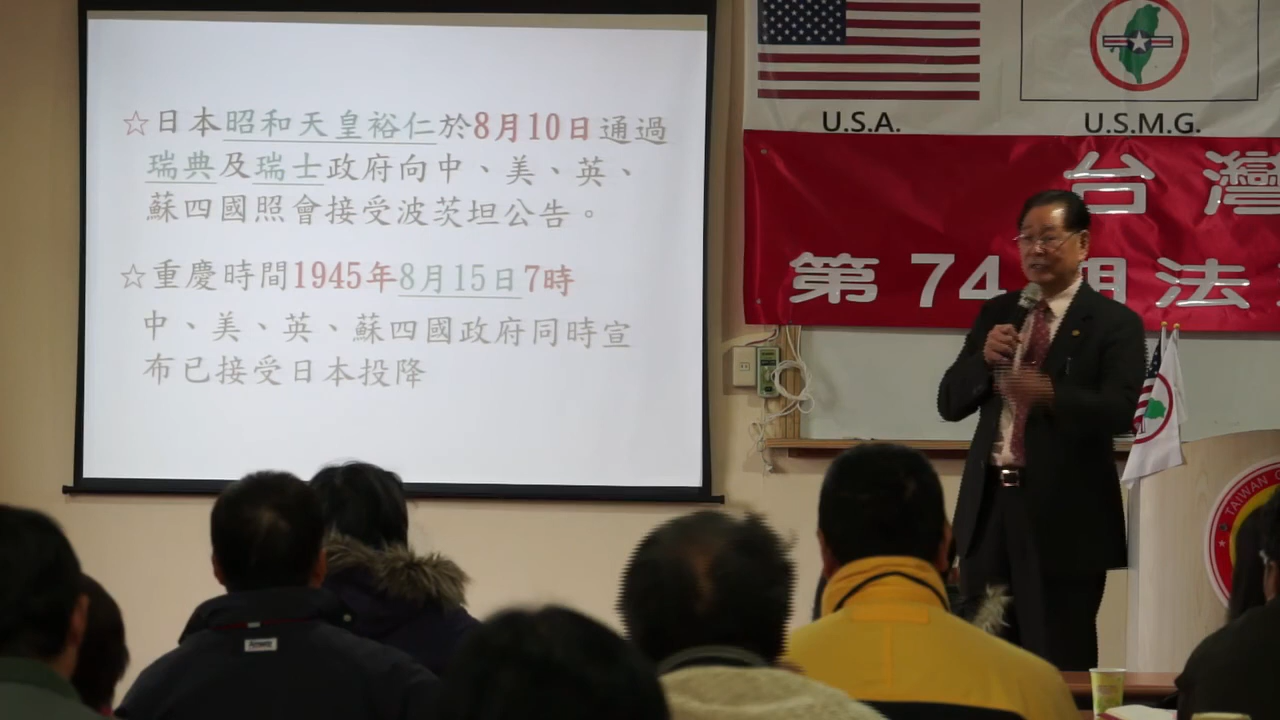 ☆日本昭和天皇裕仁於8月10日通過
瑞典及瑞士政府向中、美、英、
蘇四國照會接受波茨坦公告。
☆重慶時間1945年8月15日7時
中、美、英、蘇四國政府同時宣
布已接受日本投降
U.S.A.
U.S.M.G.
台灣
第74期法
TAIWAN